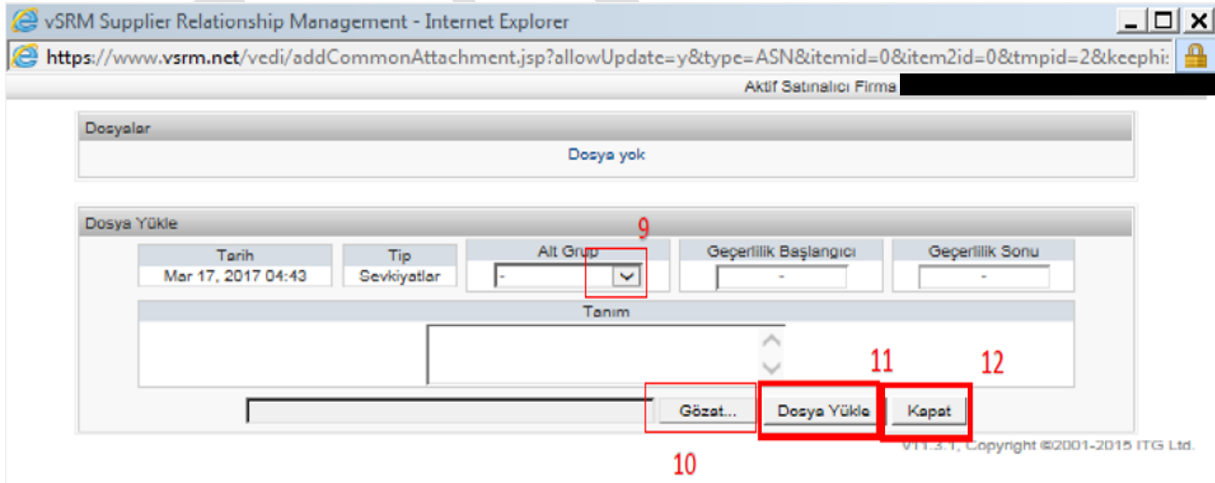 vSRM Supplier Relationship Management - Internet Explorer
https://www.vsrm.net/vedi/addCommonAttachment.jsp?allowUpdate=y&type=ASN&itemid=0&item2id=0&tmpid=2&keephi:
Aktif Satınalıcı Firma
Dosyalar
Dosya yok
Dosya Yükle
9
Tarih Tip Alt Grup Geçerlilik Başlangıcı Geçerlilik Sonu
Mar 17, 2017 04:43 Sevkiyatlar - - -
Tanım
11 12
Gözat... Dosya Yükle Kapat
V11.3.1, Copyright ©2001-2015 ITG Ltd.
10